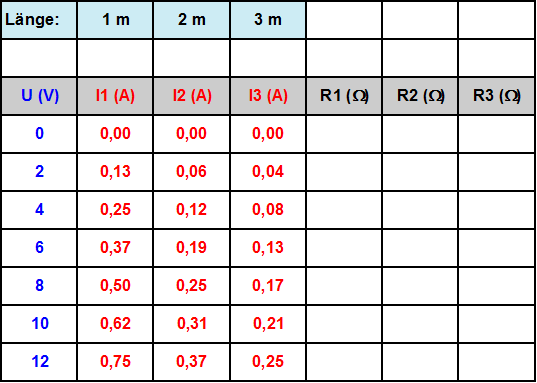 Länge: 1 m 2 m 3 m
U (V) I1 (A) I2 (A) I3 (A) R1 (Ω) R2 (Ω) R3 (Ω)
0 0,00 0,00 0,00
2 0,13 0,06 0,04
4 0,25 0,12 0,08
6 0,37 0,19 0,13
8 0,50 0,25 0,17
10 0,62 0,31 0,21
12 0,75 0,37 0,25